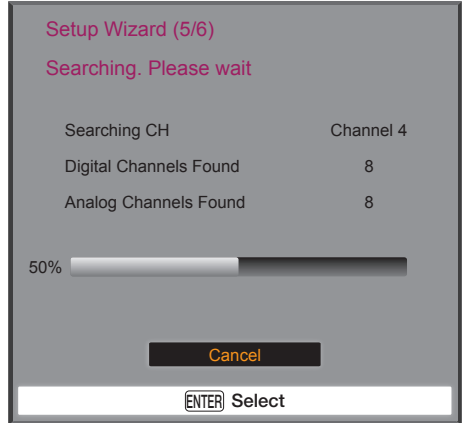 Setup Wizard (5/6)
Searching. Please wait
Searching CH Channel 4
Digital Channels Found 8
Analog Channels Found 8
50%
Cancel
ENTER Select